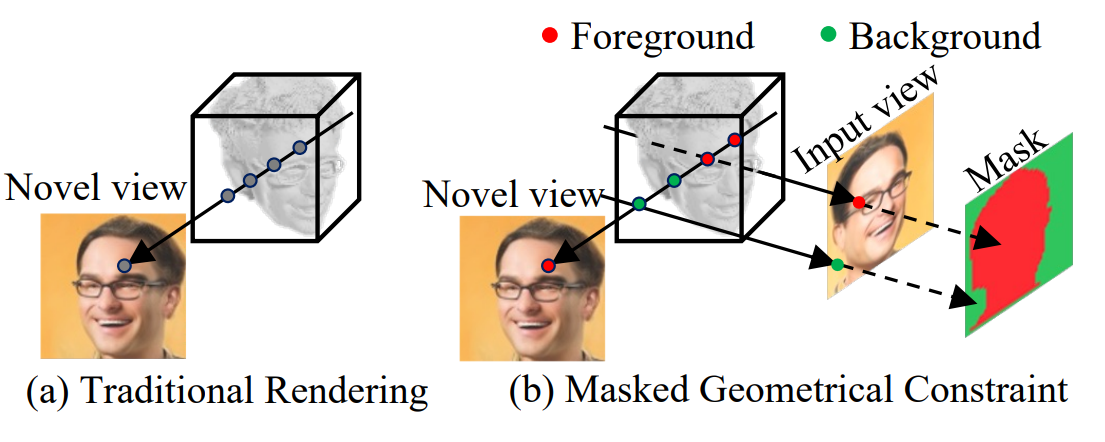 Foreground
Background
Input view
Mask
Novel view
Novel view
(a) Traditional Rendering
(b) Masked Geometrical Constraint